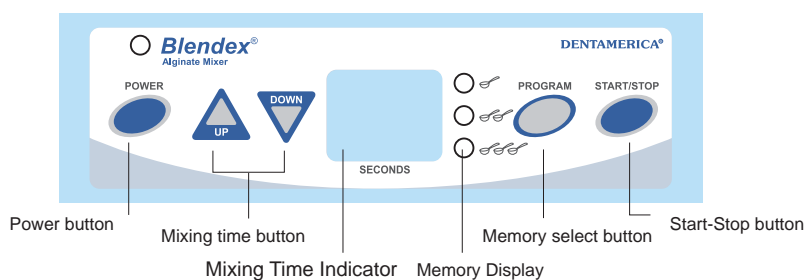 Blendex®
Alginate Mixer
DENTAMERICA®
POWER
UP
DOWN
SECONDS
PROGRAM
START/STOP
Power button
Mixing time button
Mixing Time Indicator
Memory Display
Memory select button
Start-Stop button